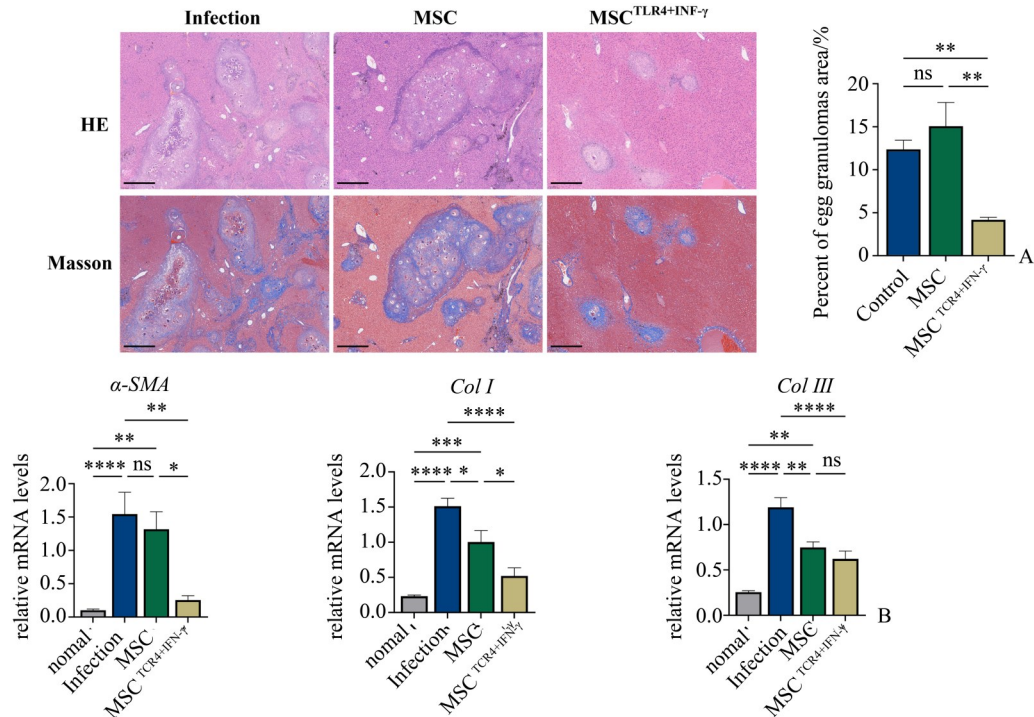 Infection MSC MSC^TLR4+INF-γ
HE
Masson
Percent of egg granulomas area/%
20
15
10
5
0
**
ns **
Control MSC MSC^TCR4+IFN-γ
A
α-SMA
relative mRNA levels
2.0
1.5
1.0
0.5
0.0
**
**
**** ns *
nomal Infection MSC MSC^TCR4+IFN-γ
Col I
relative mRNA levels
2.0
1.5
1.0
0.5
0.0
****
***
**** * *
nomal Infection MSC MSC^TCR4+IFN-γ
Col III
relative mRNA levels
1.5
1.0
0.5
0.0
****
**
**** ** ns
nomal Infection MSC MSC^TCR4+IFN-γ
B